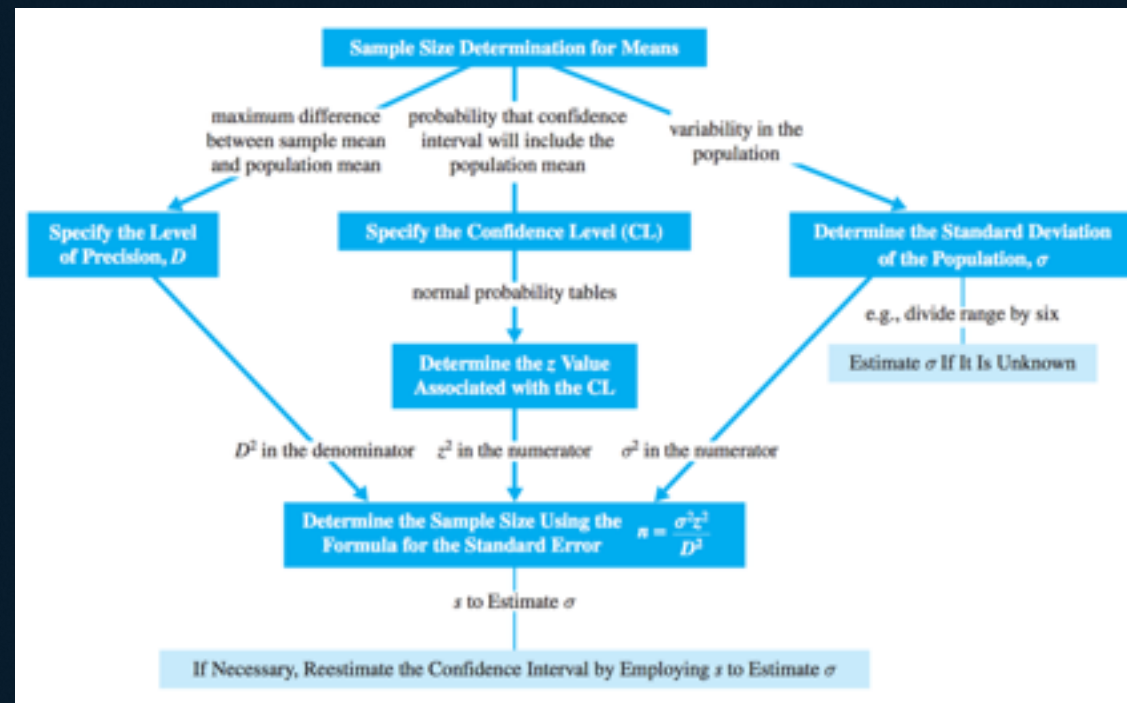 Sample Size Determination for Means
maximum difference
between sample mean
and population mean
probability that confidence
interval will include the
population mean
variability in the
population
Specify the Level
of Precision, D
Specify the Confidence Level (CL)
Determine the Standard Deviation
of the Population, σ
normal probability tables
e.g., divide range by six
Determine the z Value
Associated with the CL
Estimate σ If It Is Unknown
D² in the denominator
z² in the numerator
σ² in the numerator
Determine the Sample Size Using the
Formula for the Standard Error
n = σ²z²/D²
s to Estimate σ
If Necessary, Reestimate the Confidence Interval by Employing s to Estimate σ